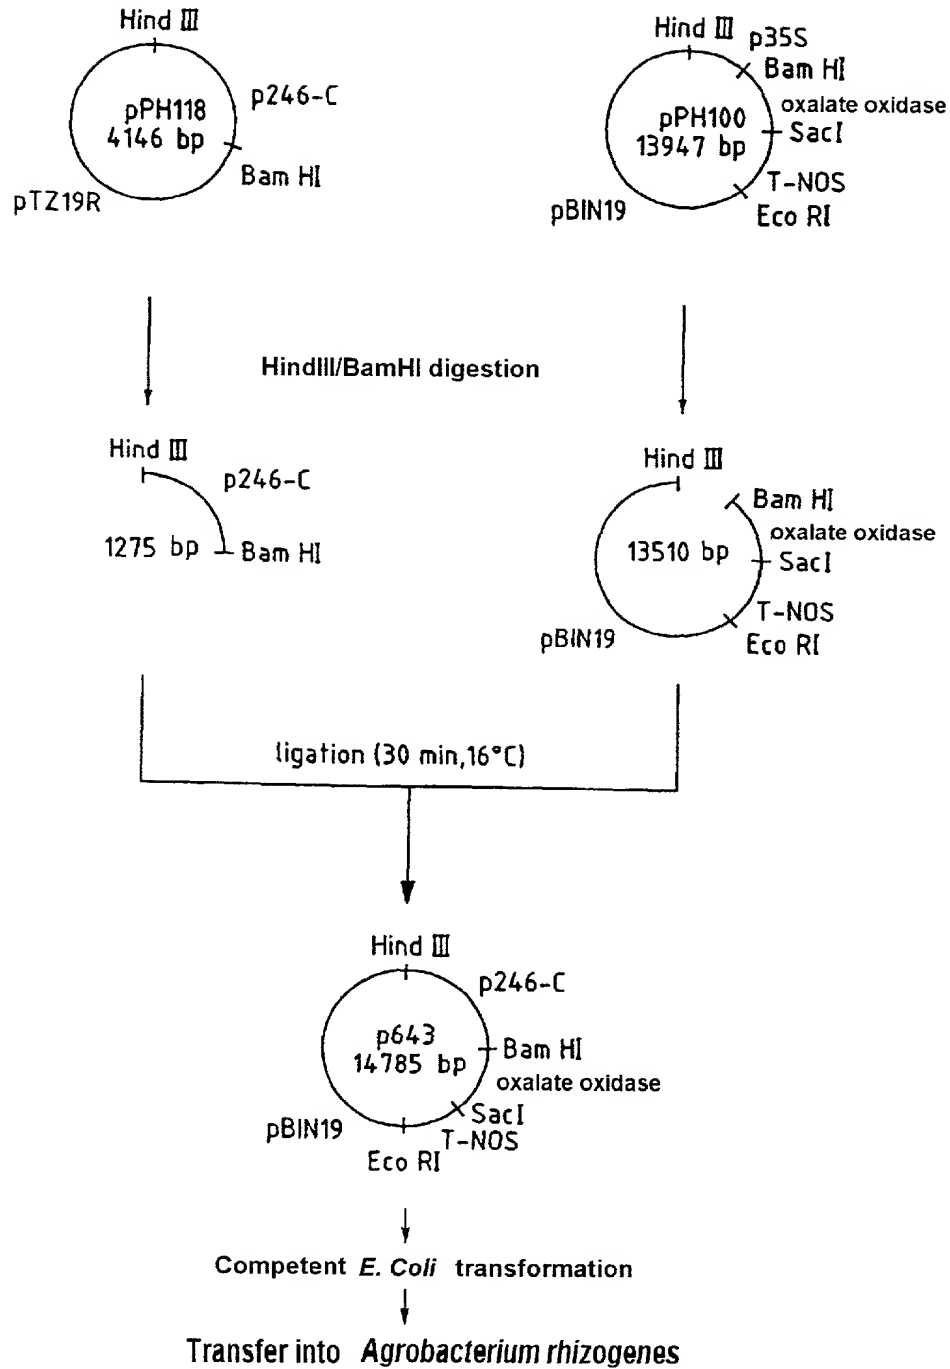 Hind III
pPH118
4146 bp
p246-C
Bam HI
pTZ19R
Hind III
p35S
Bam HI
oxalate oxidase
pPH100
13947 bp
SacI
T-NOS
Eco RI
pBIN19
HindIII/BamHI digestion
Hind III
p246-C
1275 bp
Bam HI
Hind III
Bam HI
oxalate oxidase
13510 bp
SacI
T-NOS
Eco RI
pBIN19
ligation (30 min,16°C)
Hind III
p246-C
p643
14785 bp
Bam HI
oxalate oxidase
SacI
T-NOS
pBIN19
Eco RI
Competent E. Coli transformation
Transfer into Agrobacterium rhizogenes